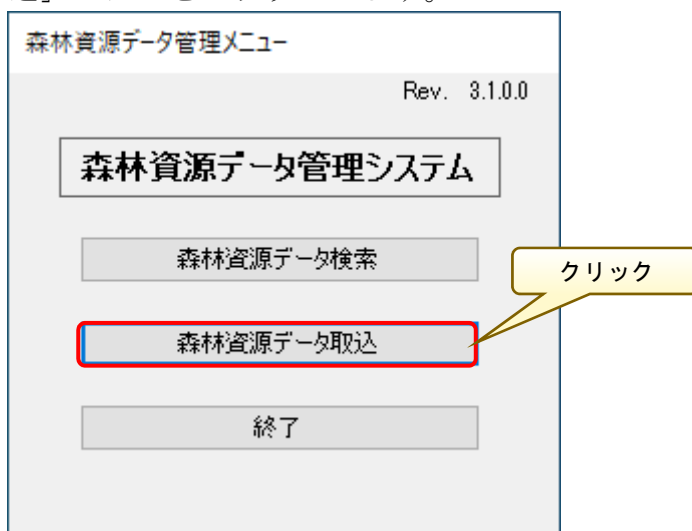 森林資源データ管理メニュー
Rev. 3.1.0.0
森林資源データ管理システム
森林資源データ検索
クリック
森林資源データ取込
終了